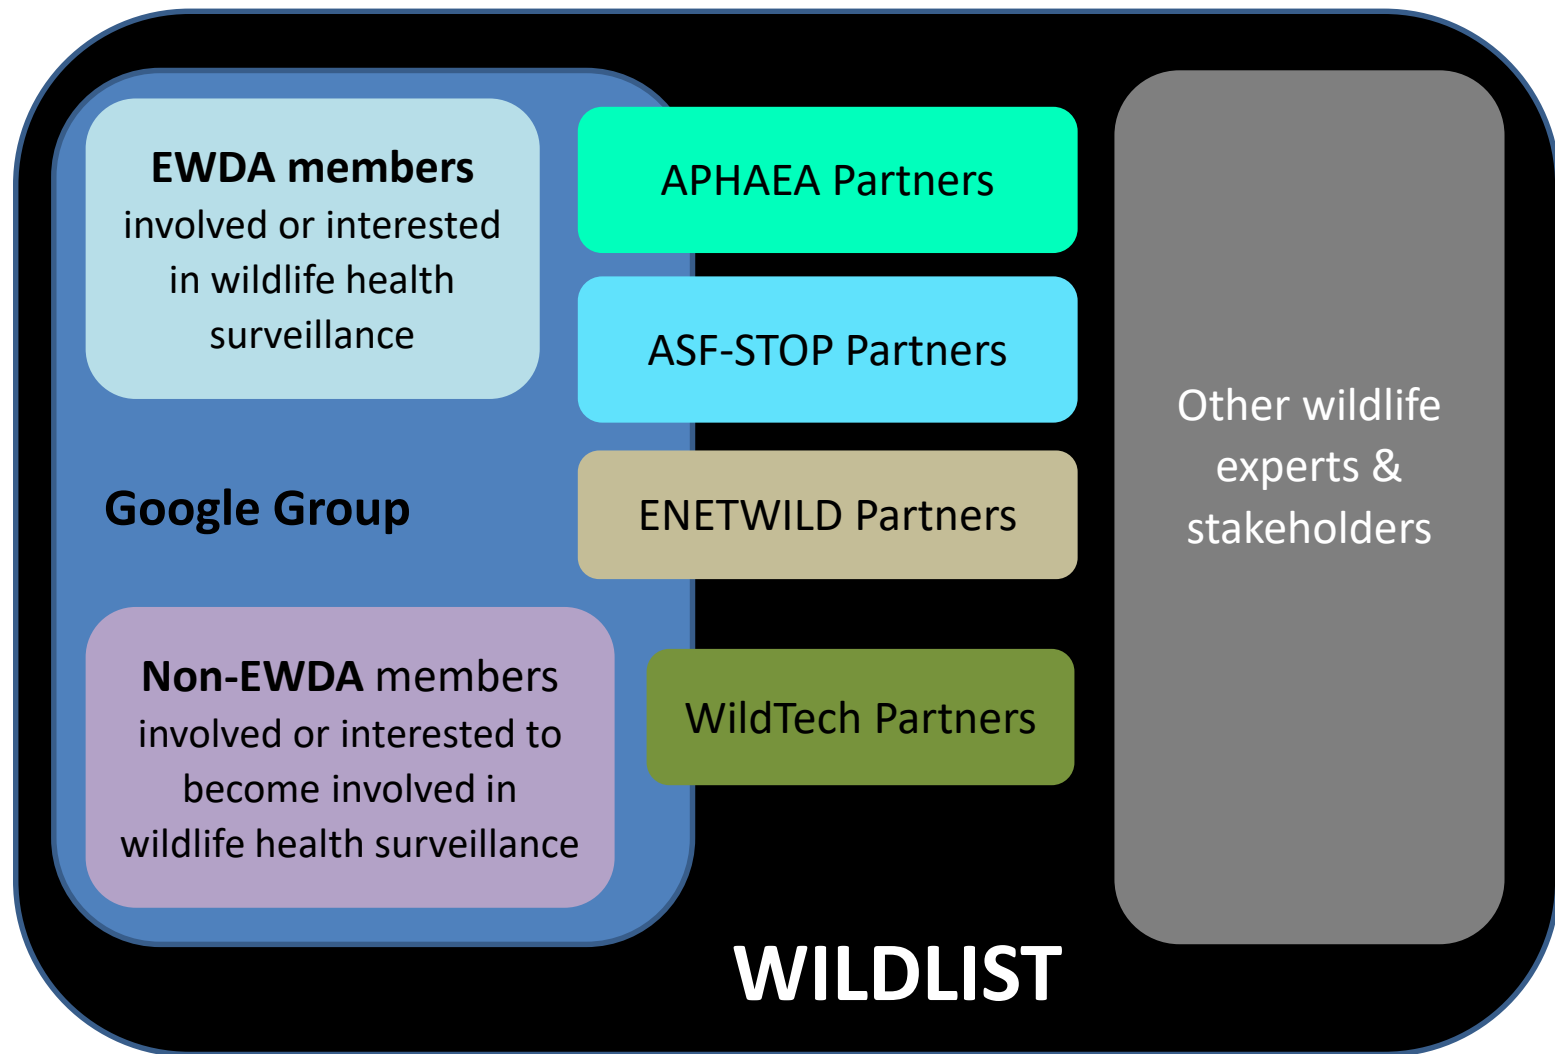 EWDA members
involved or interested
in wildlife health
surveillance
APHAEA Partners
ASF-STOP Partners
Google Group
ENETWILD Partners
Non-EWDA members
involved or interested to
become involved in
wildlife health surveillance
WildTech Partners
Other wildlife
experts &
stakeholders
WILDLIST